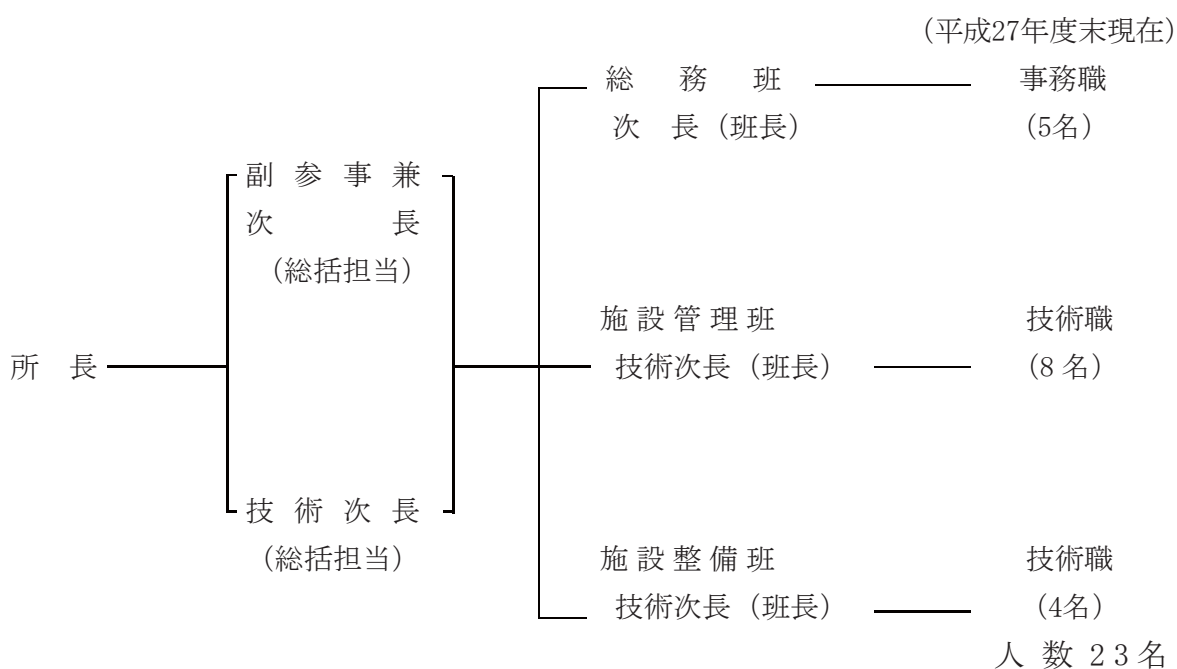 (平成27年度末現在)
総務班 事務職
次長(班長) (5名)
副参事兼
次長
(総括担当)
施設管理班 技術職
所長 技術次長(班長) (8名)
技術次長
(総括担当)
施設整備班 技術職
技術次長(班長) (4名)
人数23名